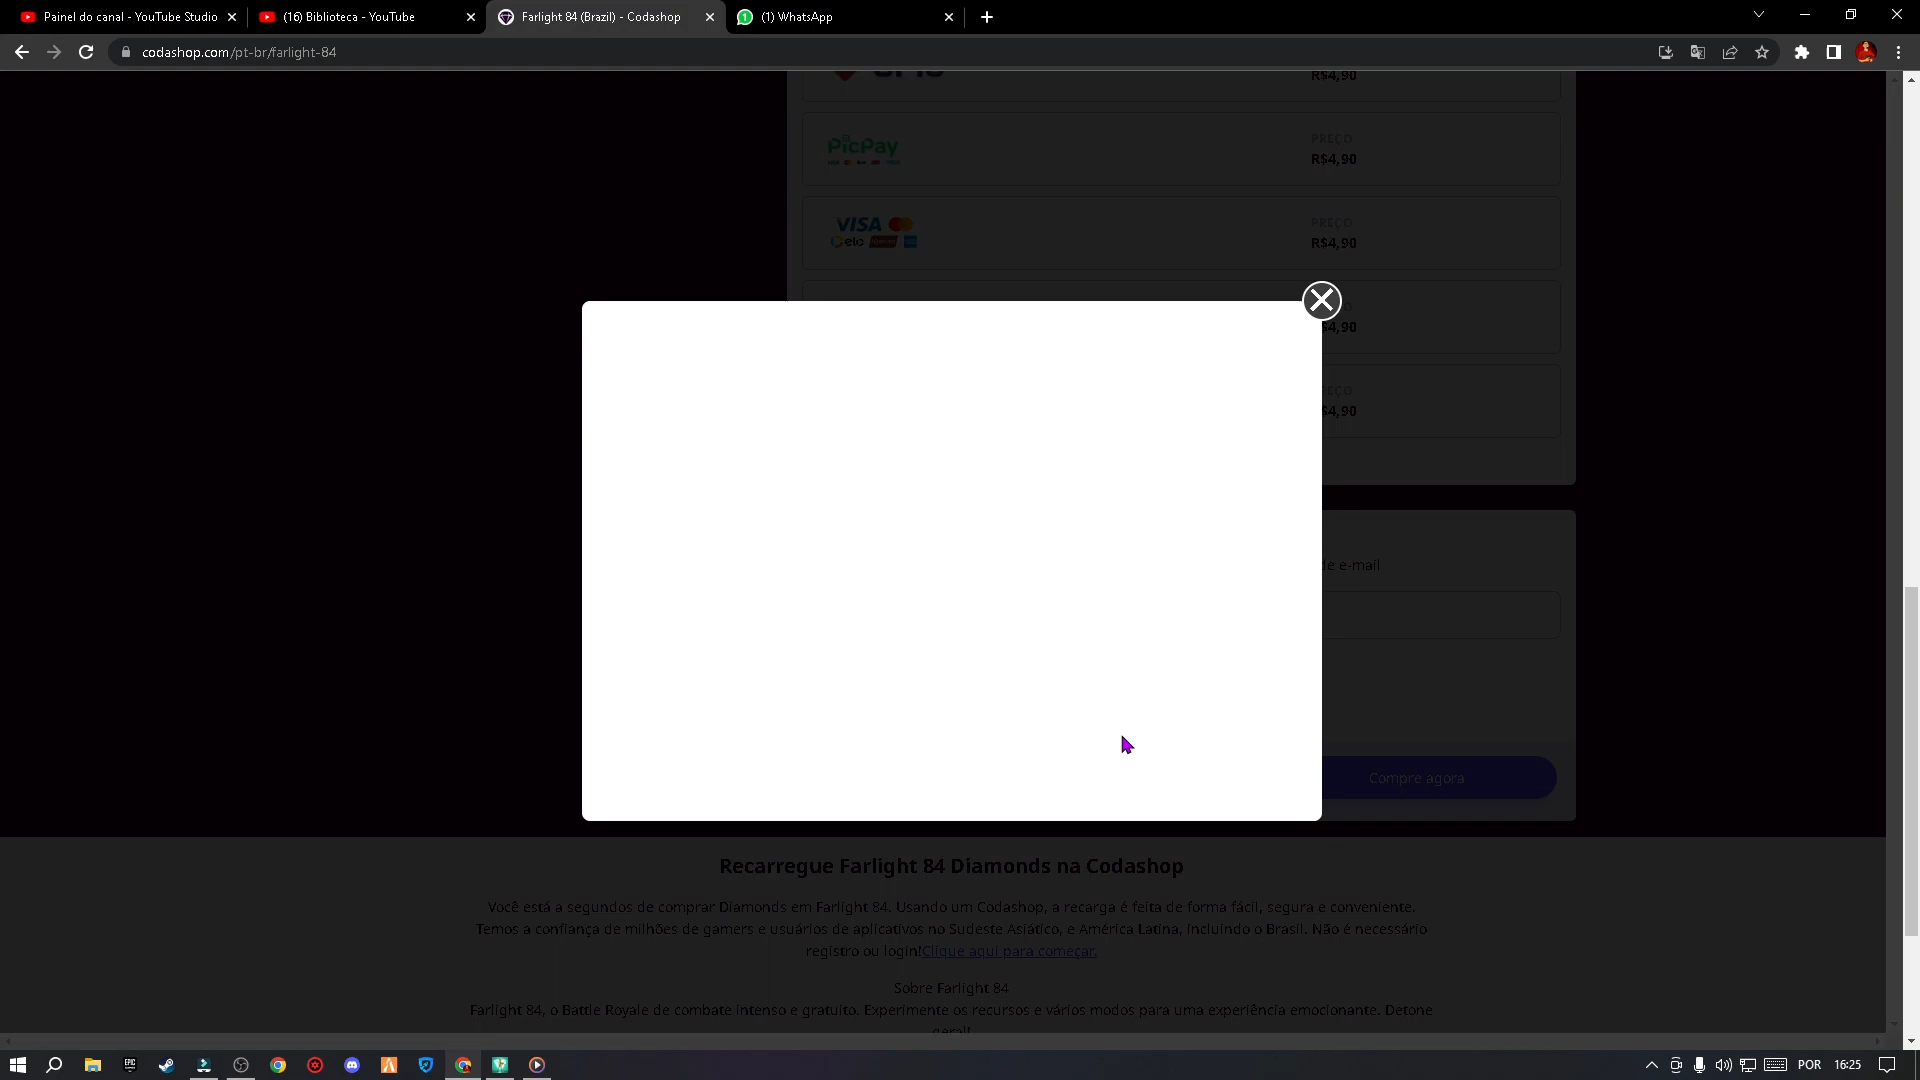 Painel do canal - YouTube Studio
(16) Biblioteca - YouTube
Farlight 84 (Brazil) - Codashop
1
(1) WhatsApp
codashop.com/pt-br/farlight-84
R$4,90
PicPay
PREÇO
R$4,90
VISA
elo
PREÇO
R$4,90
$4,90
REÇO
$4,90
de e-mail
Compre agora
Recarregue Farlight 84 Diamonds na Codashop
Você está a segundos de comprar Diamonds em Farlight 84. Usando um Codashop, a recarga é feita de forma fácil, segura e conveniente.
Temos a confiança de milhões de gamers e usuários de aplicativos no Sudeste Asiático, e América Latina, incluindo o Brasil. Não é necessário
registro ou login!Clique aqui para começar.
Sobre Farlight 84
Farlight 84, o Battle Royale de combate intenso e gratuito. Experimente os recursos e vários modos para uma experiência emocionante. Detone
geral!
EPIC
POR
16:25